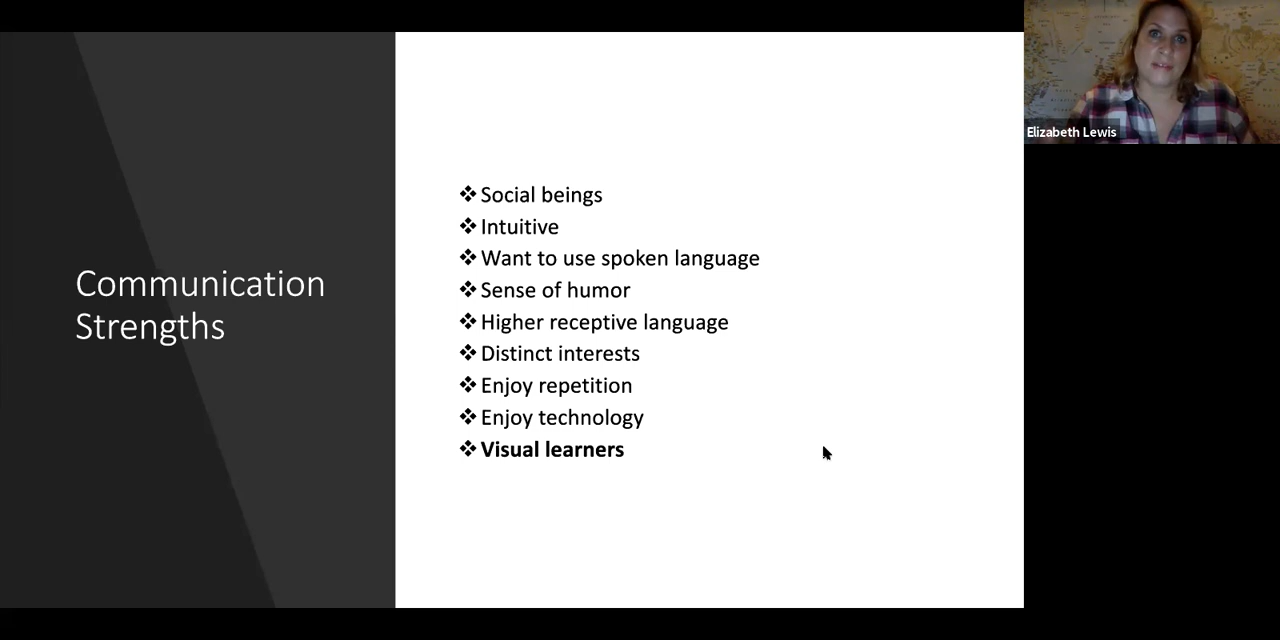 Communication
Strengths
❖ Social beings
❖ Intuitive
❖ Want to use spoken language
❖ Sense of humor
❖ Higher receptive language
❖ Distinct interests
❖ Enjoy repetition
❖ Enjoy technology
❖ Visual learners
Elizabeth Lewis